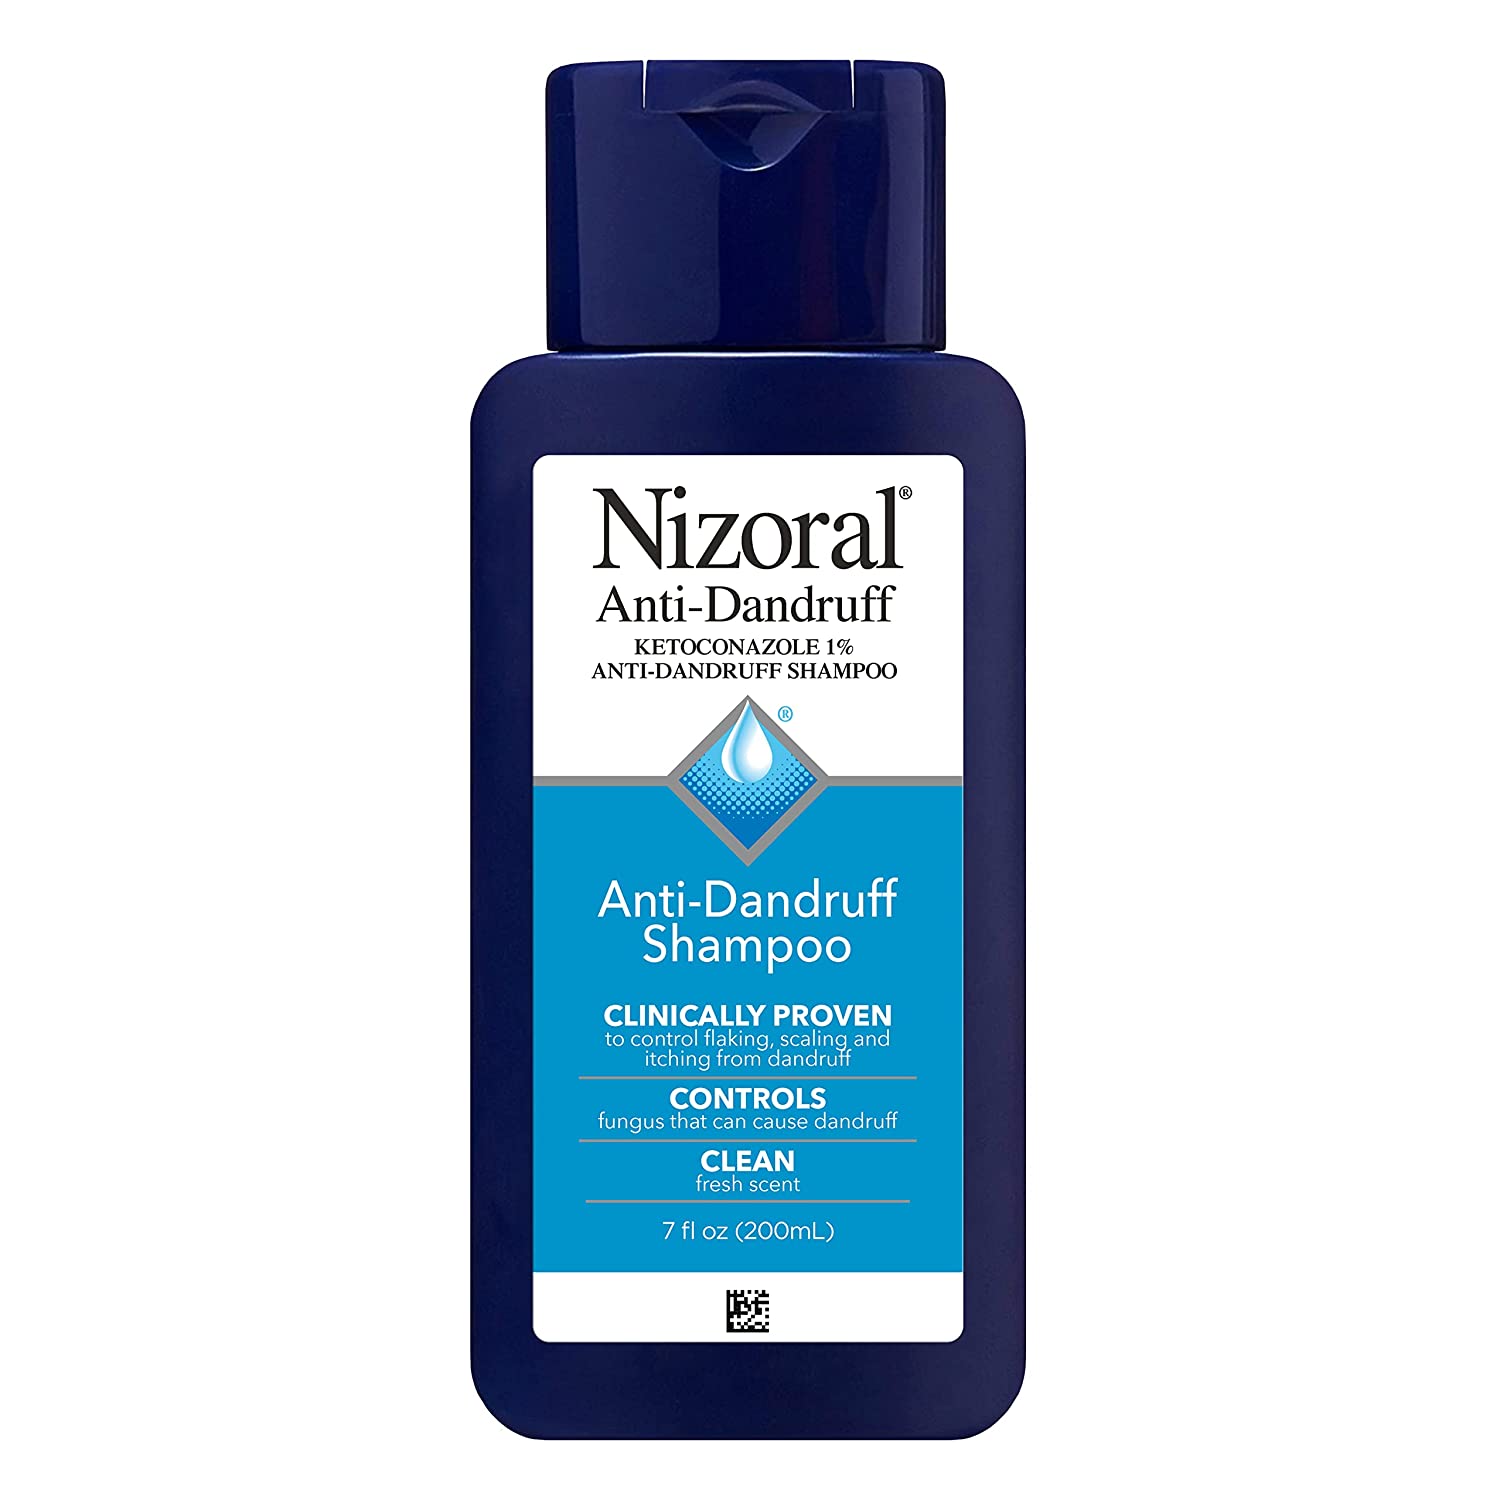 Nizoral®
Anti-Dandruff
KETOCONAZOLE 1%
ANTI-DANDRUFF SHAMPOO
®
Anti-Dandruff
Shampoo
CLINICALLY PROVEN
to control flaking, scaling and
itching from dandruff
CONTROLS
fungus that can cause dandruff
CLEAN
fresh scent
7 fl oz (200mL)